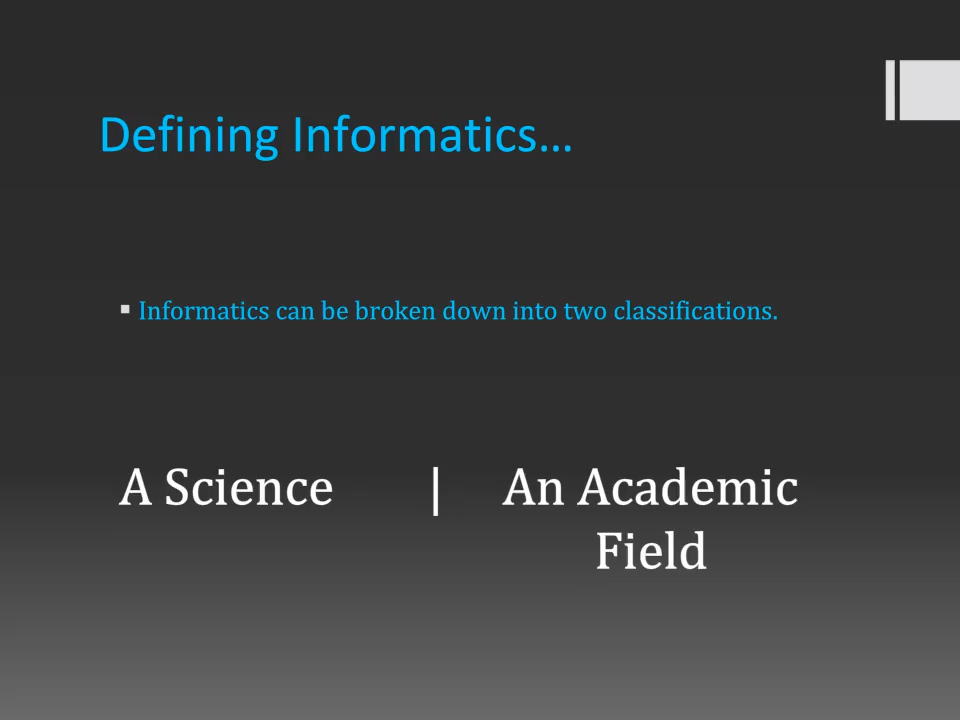 Defining Informatics…
▪ Informatics can be broken down into two classifications.
A Science | An Academic
Field